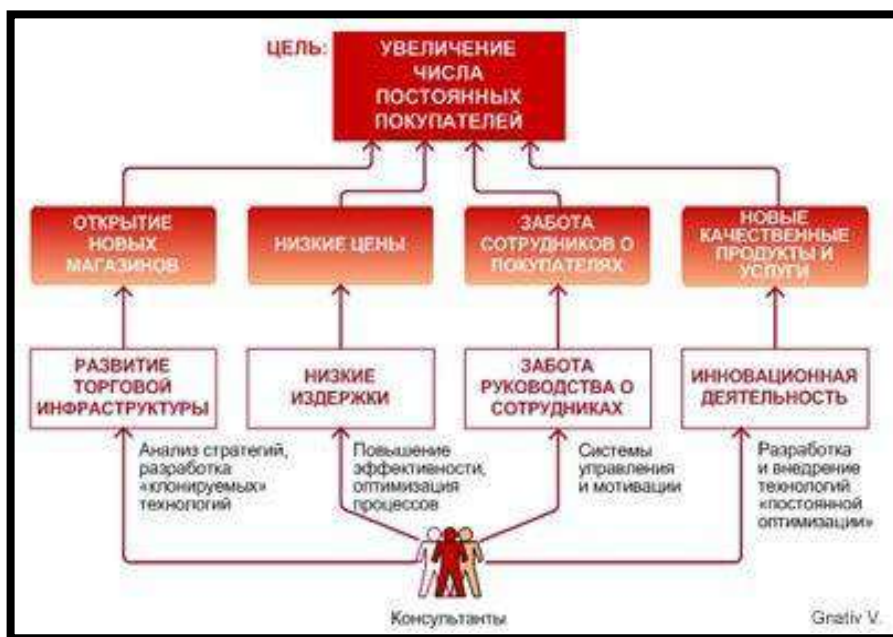 ЦЕЛЬ:
УВЕЛИЧЕНИЕ
ЧИСЛА
ПОСТОЯННЫХ
ПОКУПАТЕЛЕЙ
ОТКРЫТИЕ
НОВЫХ
МАГАЗИНОВ
НИЗКИЕ ЦЕНЫ
ЗАБОТА
СОТРУДНИКОВ О
ПОКУПАТЕЛЯХ
НОВЫЕ
КАЧЕСТВЕННЫЕ
ПРОДУКТЫ И
УСЛУГИ
РАЗВИТИЕ
ТОРГОВОЙ
ИНФРАСТРУКТУРЫ
НИЗКИЕ
ИЗДЕРЖКИ
ЗАБОТА
РУКОВОДСТВА О
СОТРУДНИКАХ
ИННОВАЦИОННАЯ
ДЕЯТЕЛЬНОСТЬ
Анализ стратегий,
разработка
«клонируемых»
технологий
Повышение
эффективности,
оптимизация
процессов
Системы
управления
и мотивации
Разработка
и внедрение
технологий
«постоянной
оптимизации»
Консультанты
Gnativ V.